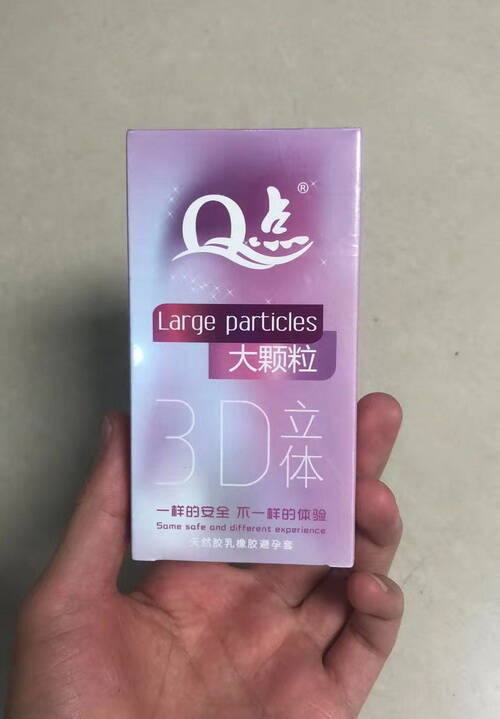 Q点®
Large particles
大颗粒
3D立体
一样的安全 不一样的体验
Same safe and different experience
天然胶乳橡胶避孕套